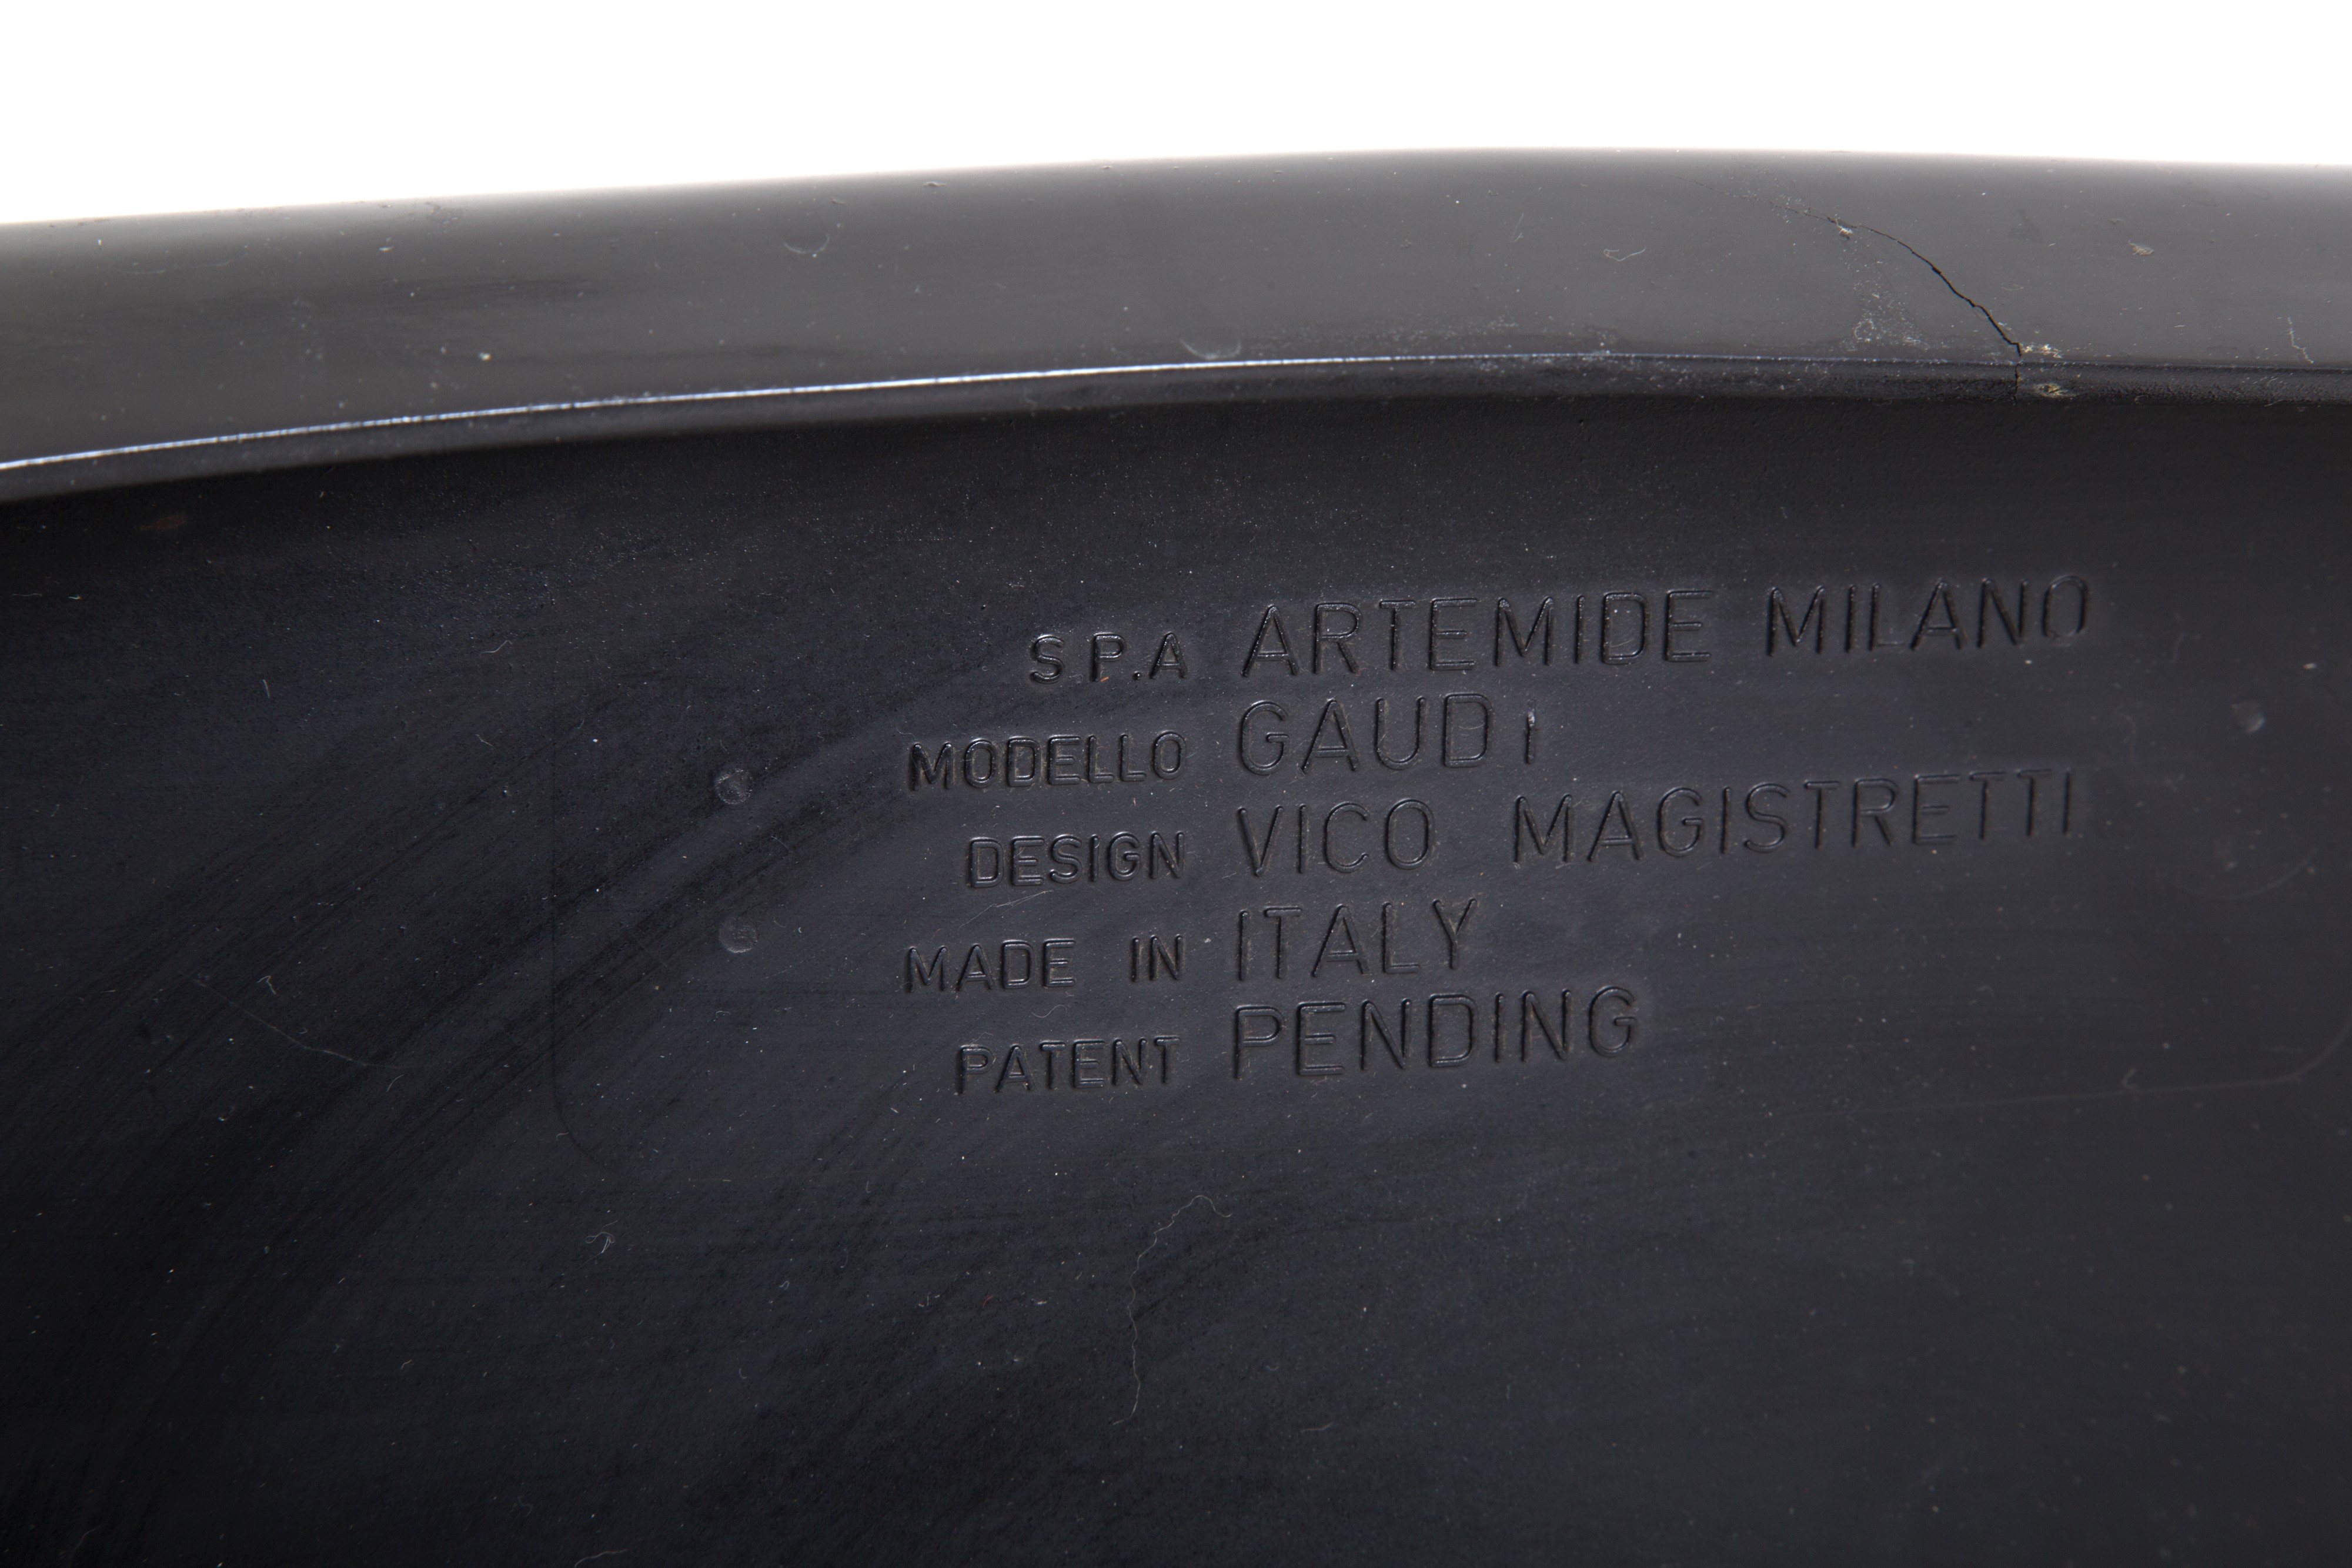 S.P.A ARTEMIDE MILANO
MODELLO GAUDI
DESIGN VICO MAGISTRETTI
MADE IN ITALY
PATENT PENDING